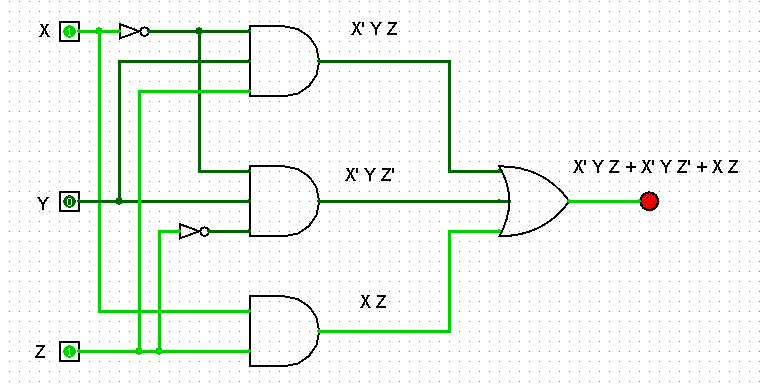 X 1
X' Y Z
X' Y Z + X' Y Z' + X Z
X' Y Z'
Y 0
X Z
Z 1